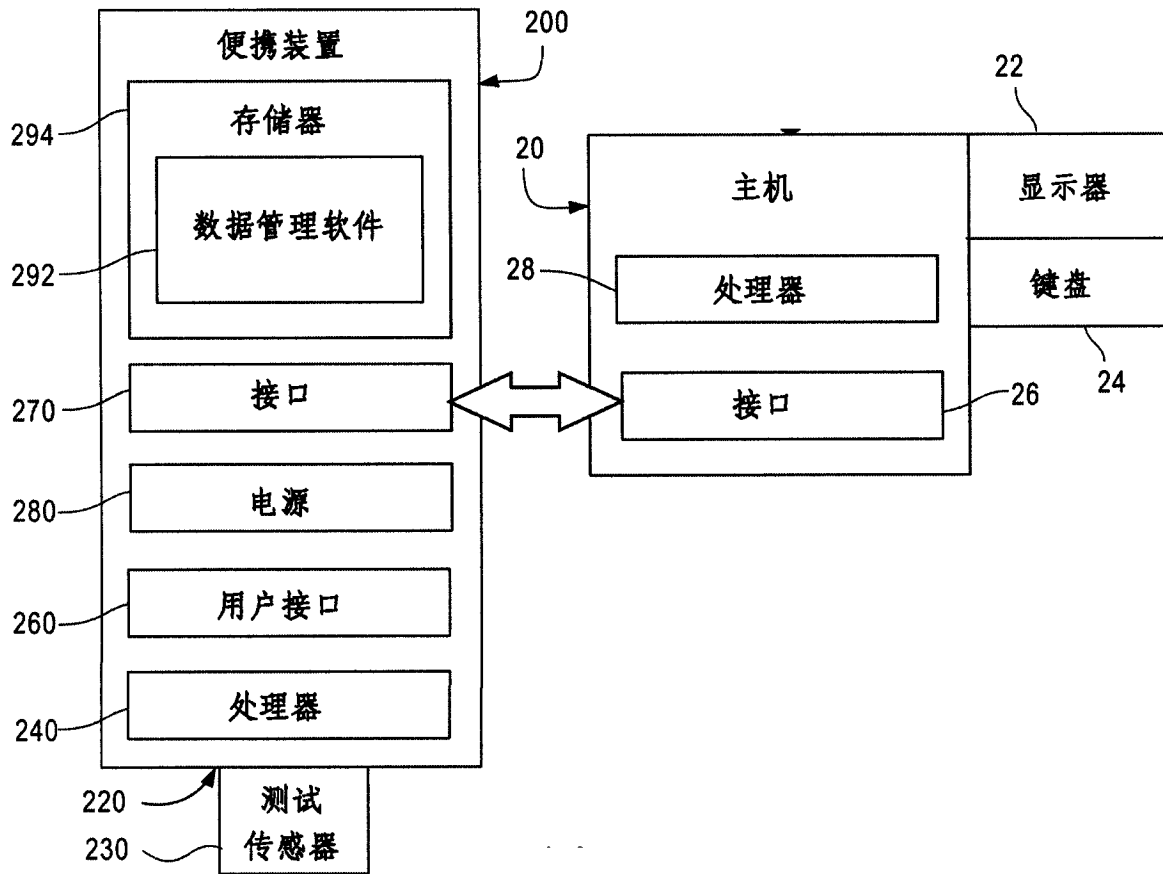 便携装置
200
294
存储器
数据管理软件
292
270
接口
280
电源
260
用户接口
240
处理器
220
测试
传感器
230
20
主机
22
显示器
28
处理器
键盘
24
接口
26